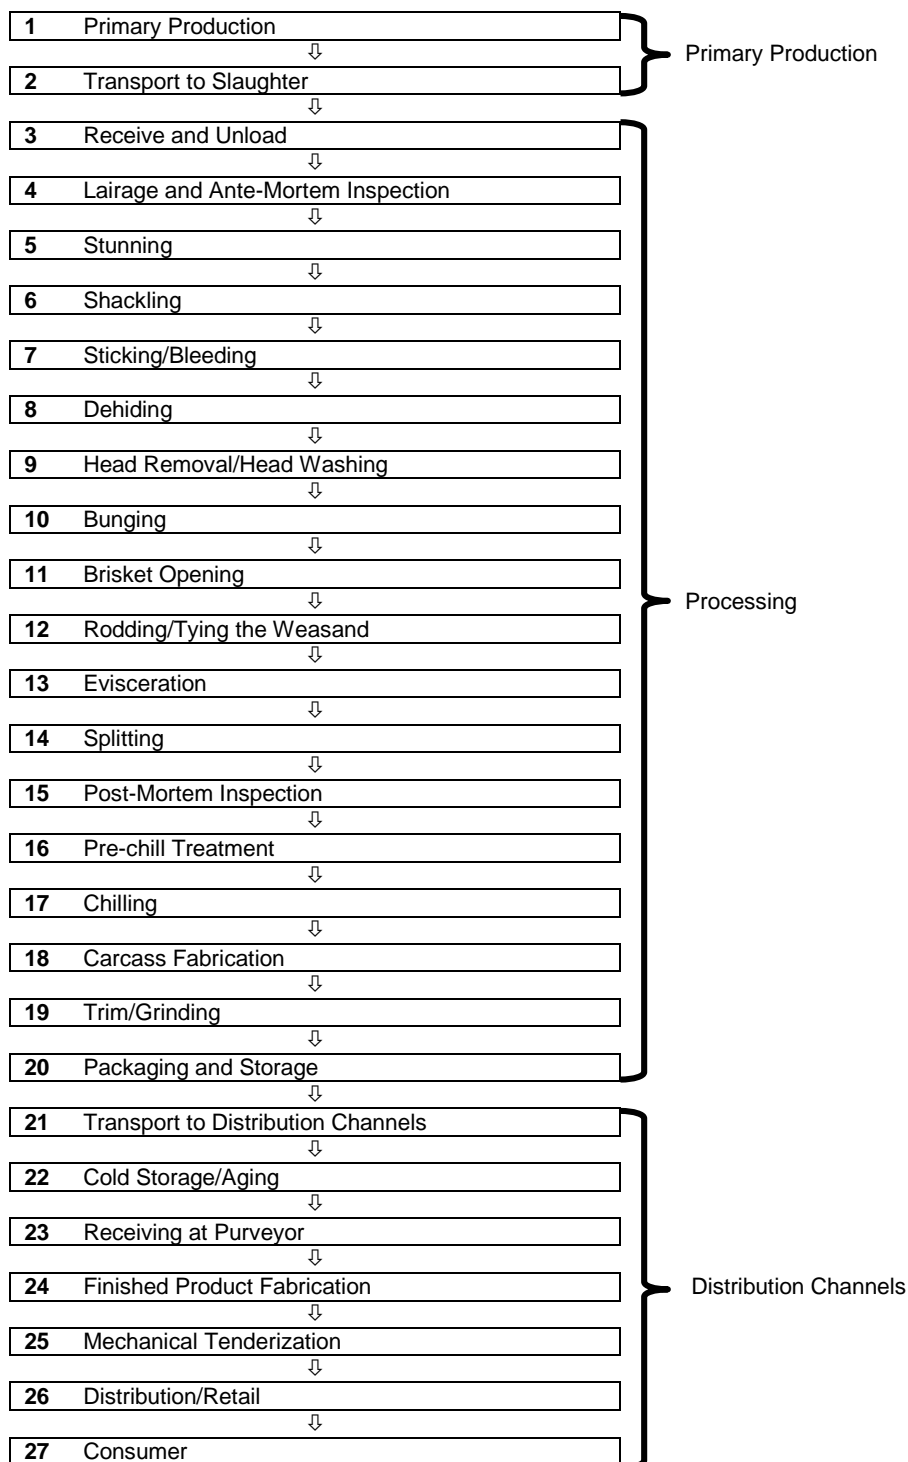 1 Primary Production
⇩
Primary Production
2 Transport to Slaughter
⇩
3 Receive and Unload
⇩
4 Lairage and Ante-Mortem Inspection
⇩
5 Stunning
⇩
6 Shackling
⇩
7 Sticking/Bleeding
⇩
8 Dehiding
⇩
9 Head Removal/Head Washing
⇩
10 Bunging
⇩
11 Brisket Opening
⇩
Processing
12 Rodding/Tying the Weasand
⇩
13 Evisceration
⇩
14 Splitting
⇩
15 Post-Mortem Inspection
⇩
16 Pre-chill Treatment
⇩
17 Chilling
⇩
18 Carcass Fabrication
⇩
19 Trim/Grinding
⇩
20 Packaging and Storage
⇩
21 Transport to Distribution Channels
⇩
22 Cold Storage/Aging
⇩
23 Receiving at Purveyor
⇩
24 Finished Product Fabrication
Distribution Channels
⇩
25 Mechanical Tenderization
⇩
26 Distribution/Retail
⇩
27 Consumer